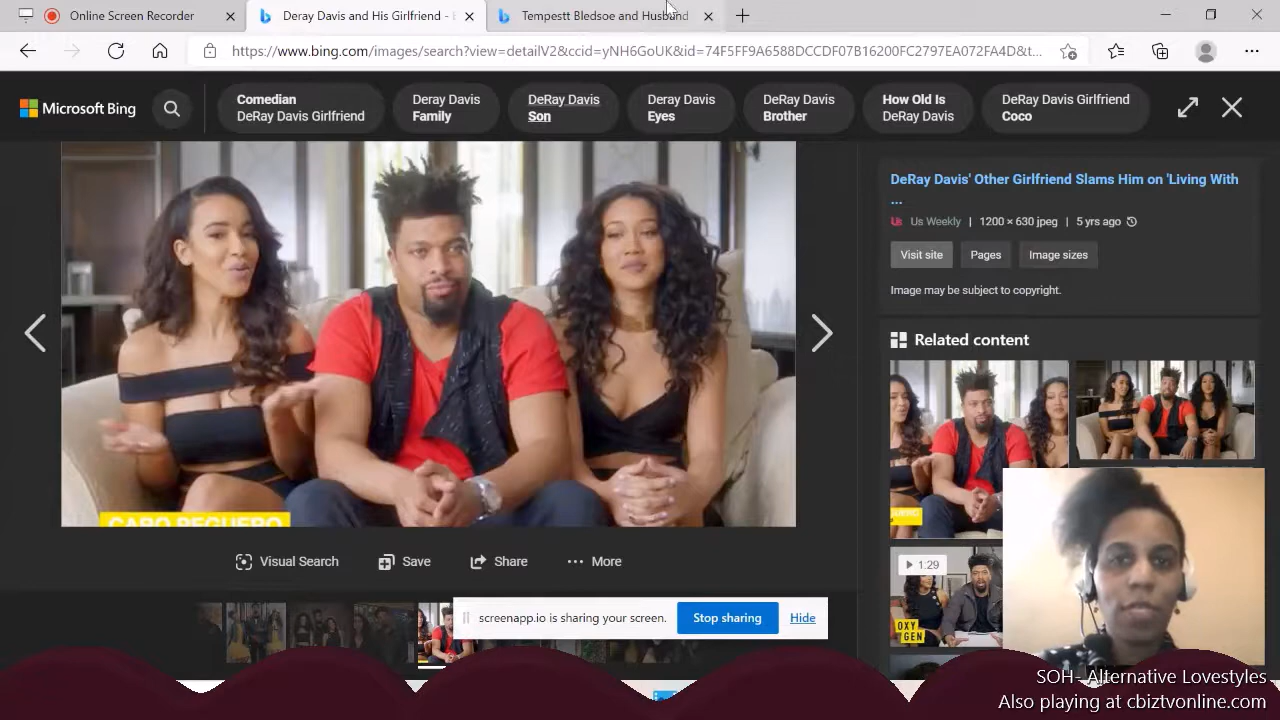 Online Screen Recorder
Deray Davis and His Girlfriend - B
Tempestt Bledsoe and Husband
https://www.bing.com/images/search?view=detailV2&ccid=yNH6GoUK&id=74F5FF9A6588DCCDF07B16200FC2797EA072FA4D&t...
Microsoft Bing
Comedian
DeRay Davis Girlfriend
Deray Davis
Family
DeRay Davis
Son
Deray Davis
Eyes
DeRay Davis
Brother
How Old Is
DeRay Davis
DeRay Davis Girlfriend
Coco
DeRay Davis' Other Girlfriend Slams Him on 'Living With
...
Us Us Weekly | 1200 × 630 jpeg | 5 yrs ago
Visit site
Pages
Image sizes
Image may be subject to copyright.
Related content
CABO PEGUERO
1:29
OXY
GEN
Visual Search
Save
Share
More
screenapp.io is sharing your screen.
Stop sharing
Hide
SOH- Alternative Lovestyles
Also playing at cbiztvonline.com